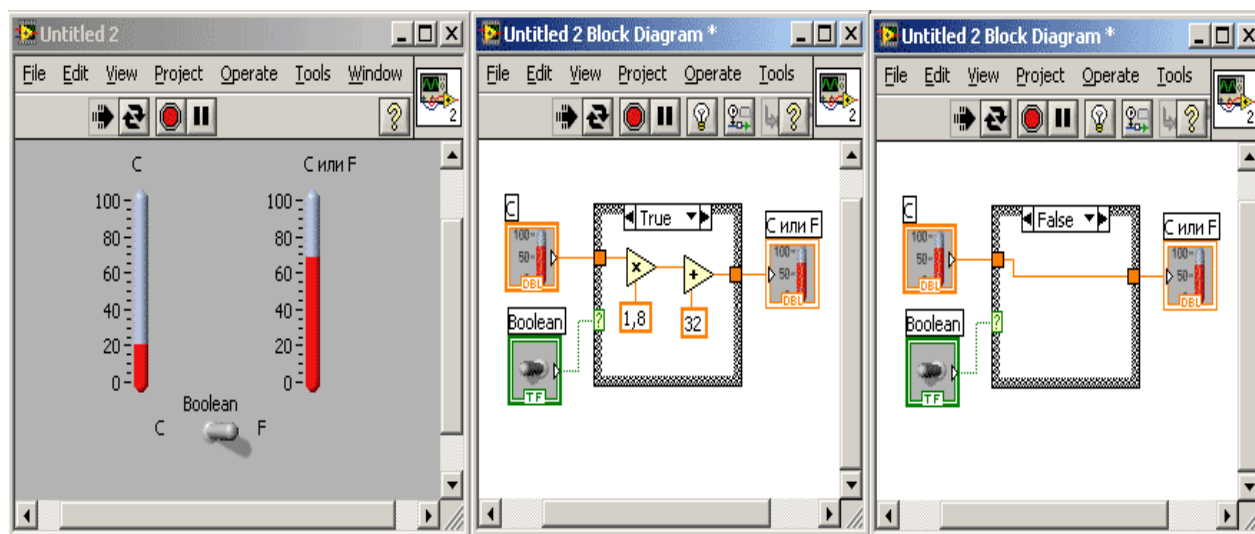 Untitled 2
File Edit View Project Operate Tools Window
2
C
C или F
100
80
60
40
20
0
100
80
60
40
20
0
Boolean
C
F
Untitled 2 Block Diagram *
File Edit View Project Operate Tools
2
C
100
50
DBL
Boolean
TF
True
?
x
+
1,8
32
C или F
100
50
DBL
Untitled 2 Block Diagram *
File Edit View Project Operate Tools
2
C
100
50
DBL
Boolean
TF
False
?
C или F
100
50
DBL